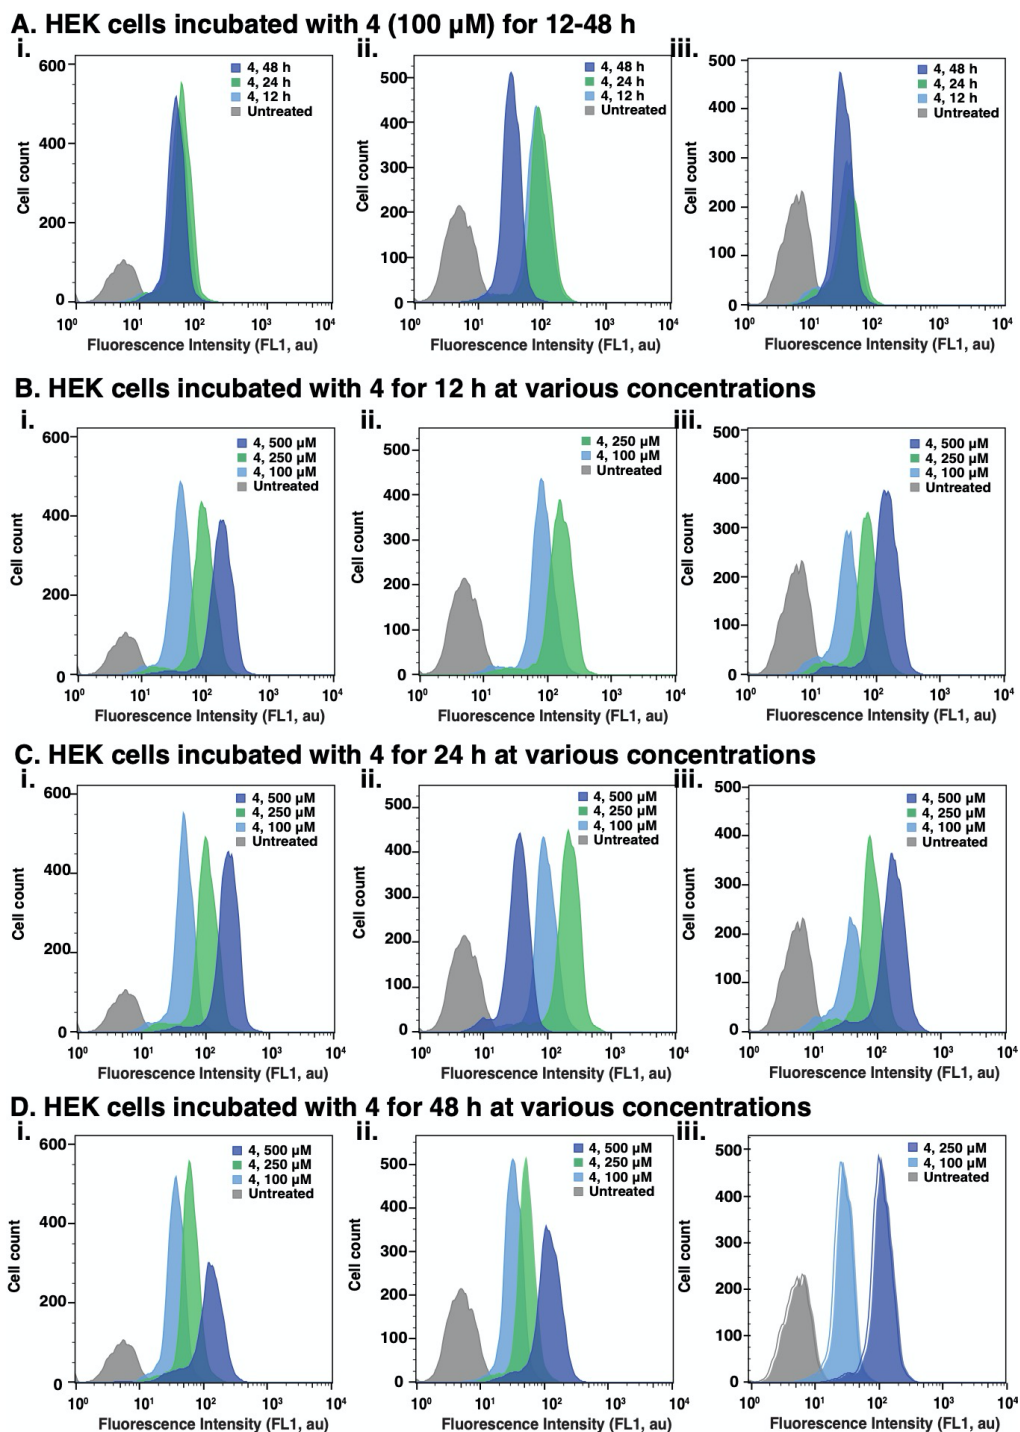 A. HEK cells incubated with 4 (100 µM) for 12-48 h
i.
600
400
200
0
Cell count
4, 48 h
4, 24 h
4, 12 h
Untreated
10⁰ 10¹ 10² 10³ 10⁴
Fluorescence Intensity (FL1, au)
ii.
500
400
300
200
100
0
Cell count
4, 48 h
4, 24 h
4, 12 h
Untreated
10⁰ 10¹ 10² 10³ 10⁴
Fluorescence Intensity (FL1, au)
iii.
500
400
300
200
100
0
Cell count
4, 48 h
4, 24 h
4, 12 h
Untreated
10⁰ 10¹ 10² 10³ 10⁴
Fluorescence Intensity (FL1, au)
B. HEK cells incubated with 4 for 12 h at various concentrations
i.
600
400
200
0
Cell count
4, 500 µM
4, 250 µM
4, 100 µM
Untreated
10⁰ 10¹ 10² 10³ 10⁴
Fluorescence Intensity (FL1, au)
ii.
500
400
300
200
100
0
Cell count
4, 250 µM
4, 100 µM
Untreated
10⁰ 10¹ 10² 10³ 10⁴
Fluorescence Intensity (FL1, au)
iii.
500
400
300
200
100
0
Cell count
4, 500 µM
4, 250 µM
4, 100 µM
Untreated
10⁰ 10¹ 10² 10³ 10⁴
Fluorescence Intensity (FL1, au)
C. HEK cells incubated with 4 for 24 h at various concentrations
i.
600
400
200
0
Cell count
4, 500 µM
4, 250 µM
4, 100 µM
Untreated
10⁰ 10¹ 10² 10³ 10⁴
Fluorescence Intensity (FL1, au)
ii.
500
400
300
200
100
0
Cell count
4, 500 µM
4, 250 µM
4, 100 µM
Untreated
10⁰ 10¹ 10² 10³ 10⁴
Fluorescence Intensity (FL1, au)
iii.
500
400
300
200
100
0
Cell count
4, 500 µM
4, 250 µM
4, 100 µM
Untreated
10⁰ 10¹ 10² 10³ 10⁴
Fluorescence Intensity (FL1, au)
D. HEK cells incubated with 4 for 48 h at various concentrations
i.
600
400
200
0
Cell count
4, 500 µM
4, 250 µM
4, 100 µM
Untreated
10⁰ 10¹ 10² 10³ 10⁴
Fluorescence Intensity (FL1, au)
ii.
500
400
300
200
100
0
Cell count
4, 500 µM
4, 250 µM
4, 100 µM
Untreated
10⁰ 10¹ 10² 10³ 10⁴
Fluorescence Intensity (FL1, au)
iii.
500
400
300
200
100
0
Cell count
4, 250 µM
4, 100 µM
Untreated
10⁰ 10¹ 10² 10³ 10⁴
Fluorescence Intensity (FL1, au)